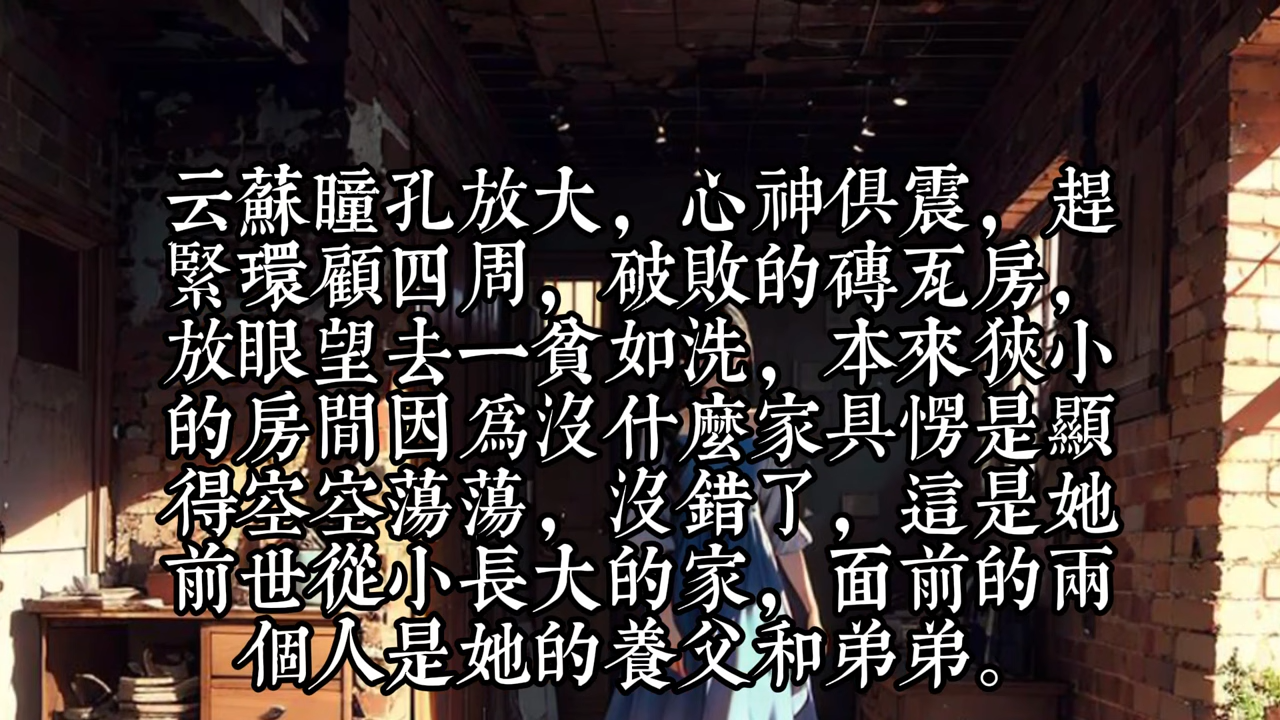 云蘇瞳孔放大，心神俱震，趕
緊環顧四周，破敗的磚瓦房，
放眼望去一貧如洗，本來狹小
的房間因爲沒什麼家具愣是顯
得空空蕩蕩，沒錯了，這是她
前世從小長大的家，面前的兩
個人是她的養父和弟弟。